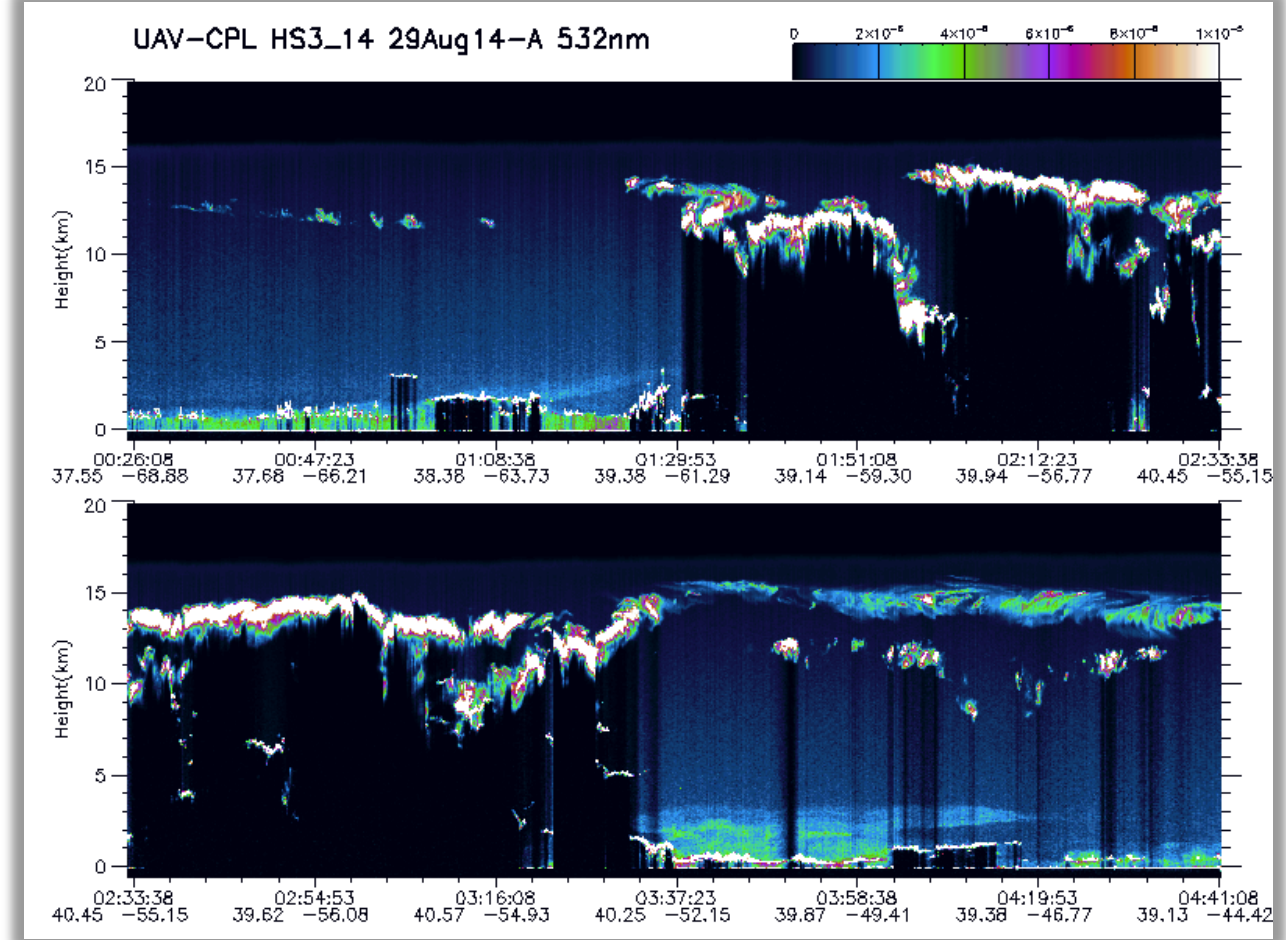 UAV-CPL HS3_14 29Aug14-A 532nm
0 2×10⁻⁶ 4×10⁻⁶ 6×10⁻⁶ 8×10⁻⁶ 1×10⁻⁵
20
15
10
5
0
Height(km)
00:26:08 00:47:23 01:08:38 01:29:53 01:51:08 02:12:23 02:33:38
37.55 -68.88 37.68 -66.21 38.38 -63.73 39.38 -61.29 39.14 -59.30 39.94 -56.77 40.45 -55.15
20
15
10
5
0
Height(km)
02:33:38 02:54:53 03:16:08 03:37:23 03:58:38 04:19:53 04:41:08
40.45 -55.15 39.62 -56.08 40.57 -54.93 40.25 -52.15 39.87 -49.41 39.38 -46.77 39.13 -44.42